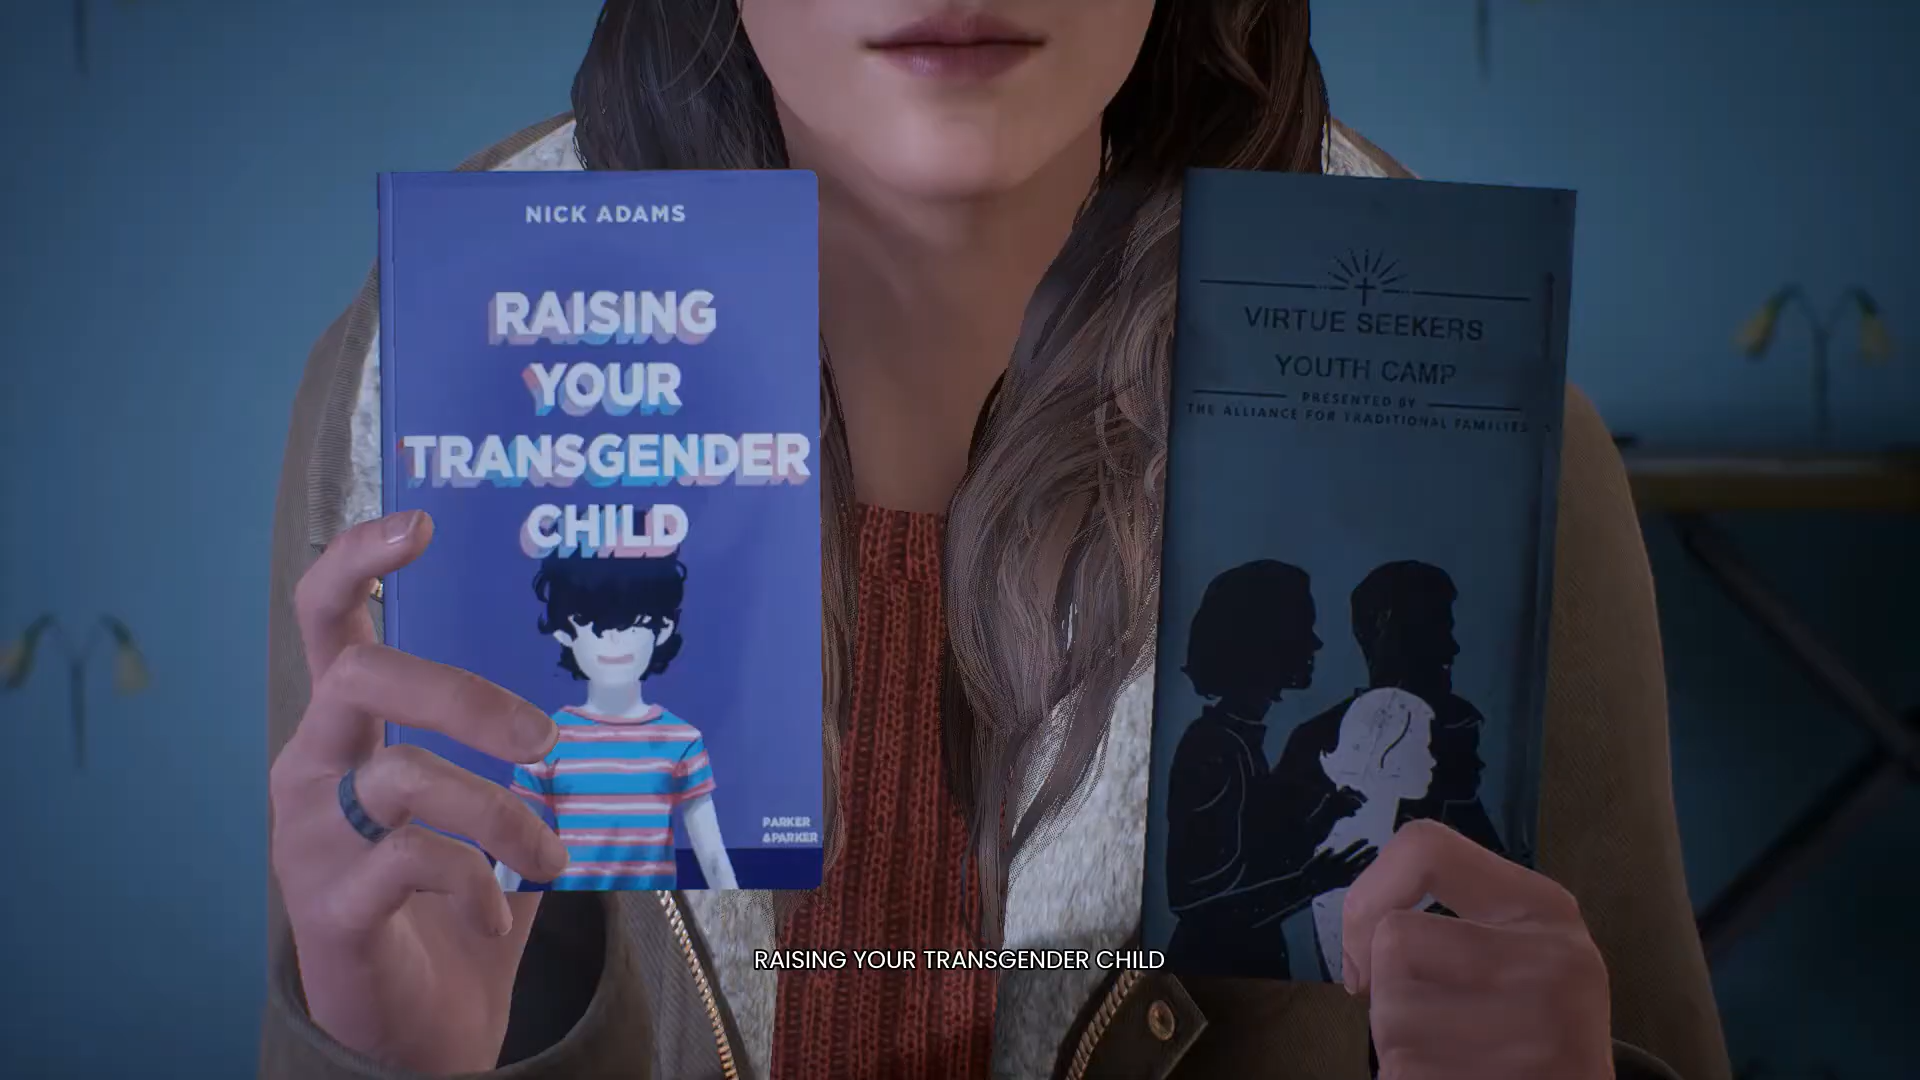 NICK ADAMS
RAISING
YOUR
TRANSGENDER
CHILD
PARKER
&PARKER
VIRTUE SEEKERS
YOUTH CAMP
PRESENTED BY
THE ALLIANCE FOR TRADITIONAL FAMILIES
RAISING YOUR TRANSGENDER CHILD